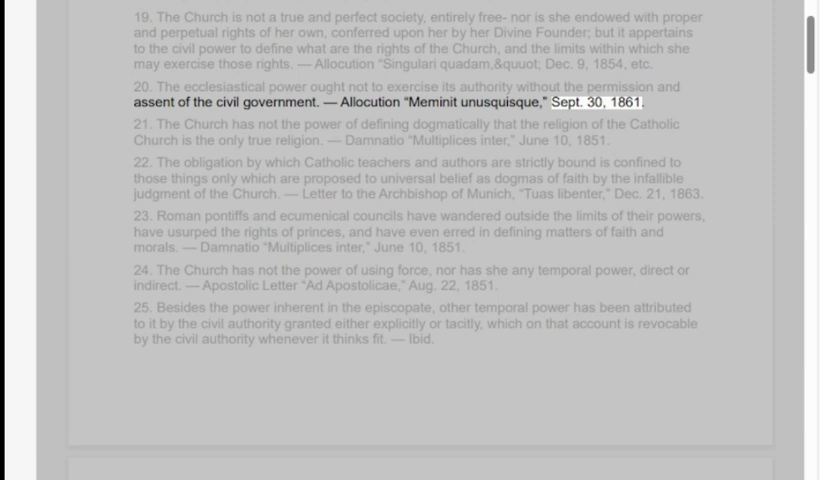 19. The Church is not a true and perfect society, entirely free- nor is she endowed with proper
and perpetual rights of her own, conferred upon her by her Divine Founder; but it appertains
to the civil power to define what are the rights of the Church, and the limits within which she
may exercise those rights. — Allocution “Singulari quadam,&quout; Dec. 9, 1854, etc.
20. The ecclesiastical power ought not to exercise its authority without the permission and
assent of the civil government. — Allocution “Meminit unusquisque,” Sept. 30, 1861.
21. The Church has not the power of defining dogmatically that the religion of the Catholic
Church is the only true religion. — Damnatio “Multiplices inter,” June 10, 1851.
22. The obligation by which Catholic teachers and authors are strictly bound is confined to
those things only which are proposed to universal belief as dogmas of faith by the infallible
judgment of the Church. — Letter to the Archbishop of Munich, “Tuas libenter,” Dec. 21, 1863.
23. Roman pontiffs and ecumenical councils have wandered outside the limits of their powers,
have usurped the rights of princes, and have even erred in defining matters of faith and
morals. — Damnatio “Multiplices inter,” June 10, 1851.
24. The Church has not the power of using force, nor has she any temporal power, direct or
indirect. — Apostolic Letter “Ad Apostolicae,” Aug. 22, 1851.
25. Besides the power inherent in the episcopate, other temporal power has been attributed
to it by the civil authority granted either explicitly or tacitly, which on that account is revocable
by the civil authority whenever it thinks fit. — Ibid.